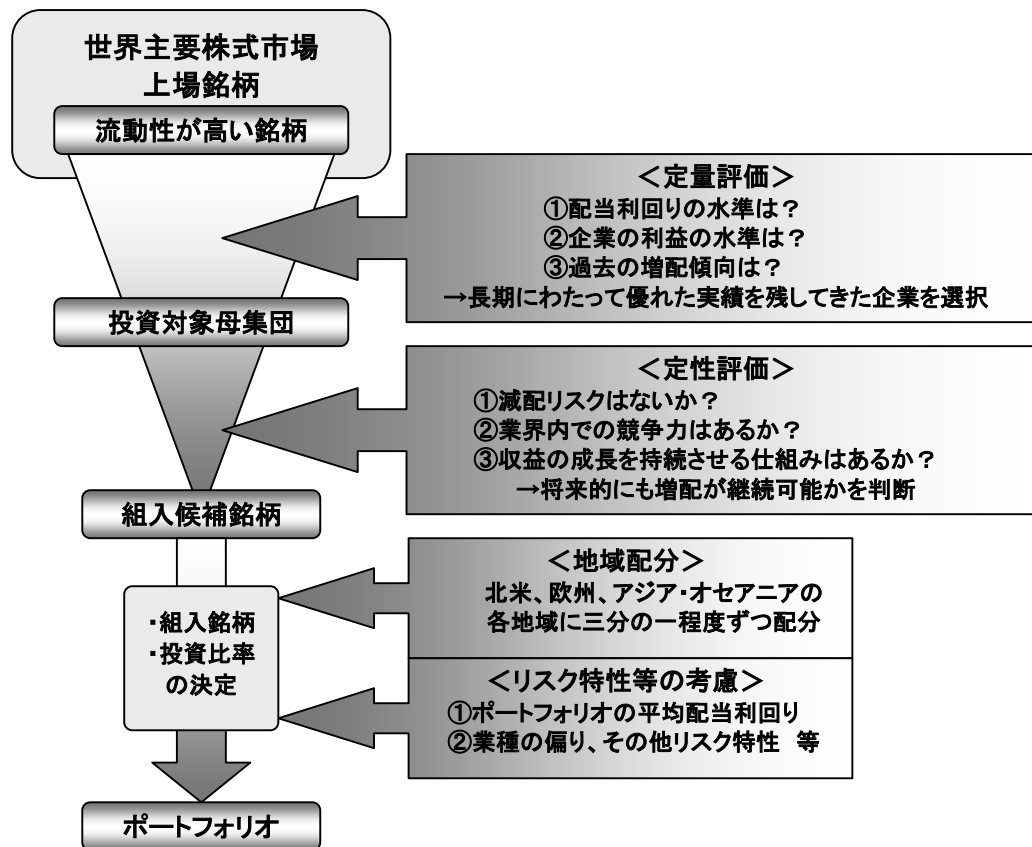 世界主要株式市場
上場銘柄
流動性が高い銘柄
＜定量評価＞
①配当利回りの水準は？
②企業の利益の水準は？
③過去の増配傾向は？
→長期にわたって優れた実績を残してきた企業を選択
投資対象母集団
＜定性評価＞
①減配リスクはないか？
②業界内での競争力はあるか？
③収益の成長を持続させる仕組みはあるか？
→将来的にも増配が継続可能かを判断
組入候補銘柄
＜地域配分＞
北米、欧州、アジア・オセアニアの
各地域に三分の一程度ずつ配分
・組入銘柄
・投資比率
の決定
＜リスク特性等の考慮＞
①ポートフォリオの平均配当利回り
②業種の偏り、その他リスク特性　等
ポートフォリオ